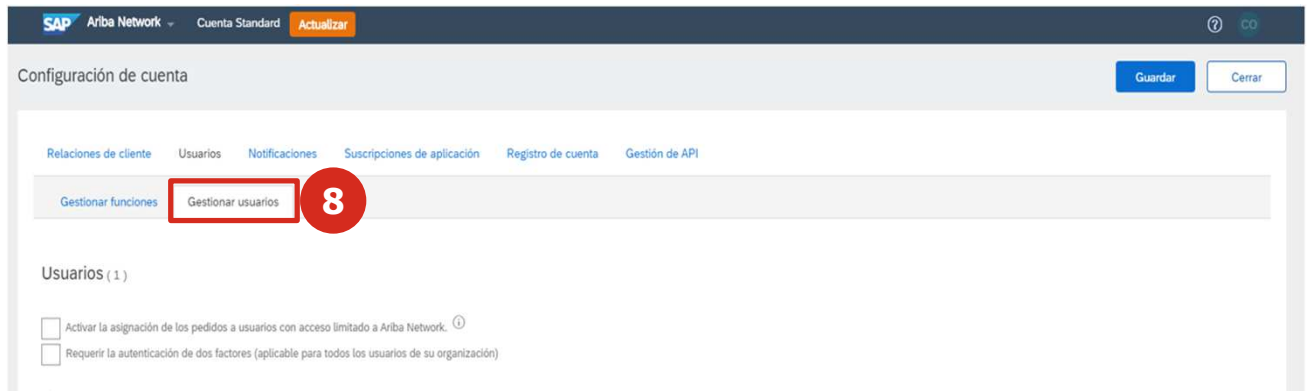 SAP Ariba Network Cuenta Standard Actualizar CO
Configuración de cuenta Guardar Cerrar
Relaciones de cliente Usuarios Notificaciones Suscripciones de aplicación Registro de cuenta Gestión de API
Gestionar funciones Gestionar usuarios 8
Usuarios (1)
Activar la asignación de los pedidos a usuarios con acceso limitado a Ariba Network.
Requerir la autenticación de dos factores (aplicable para todos los usuarios de su organización)